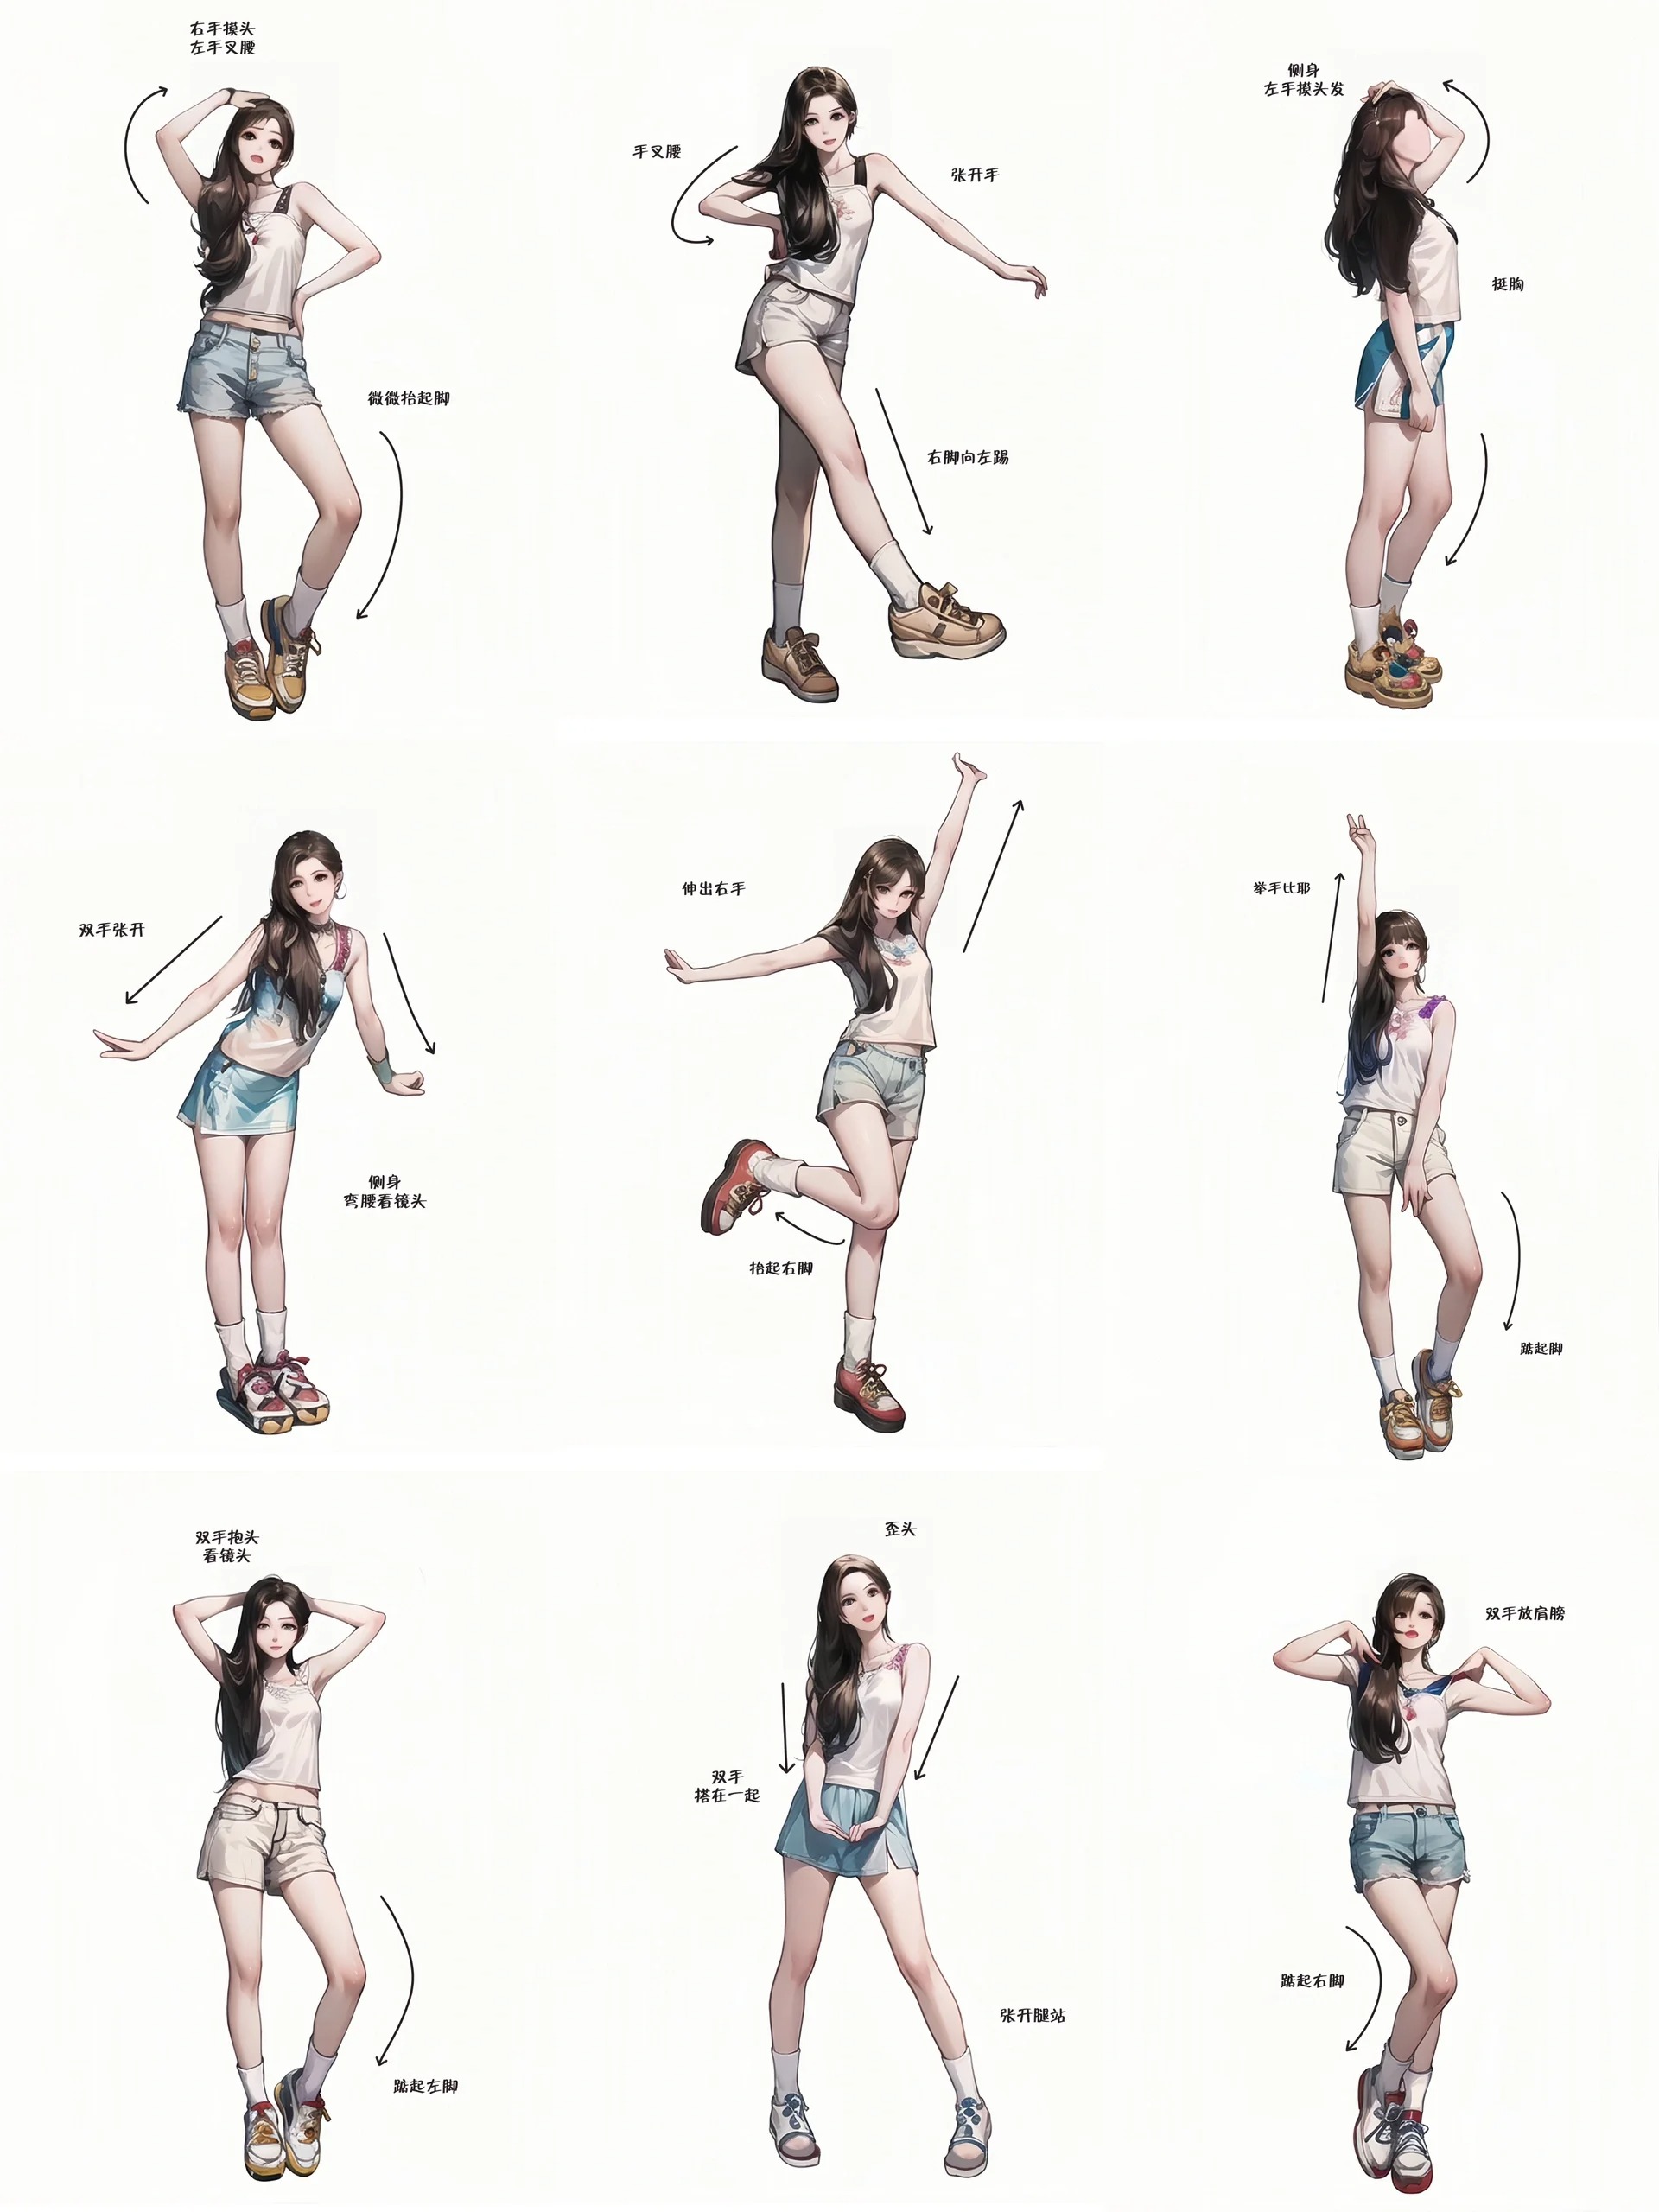 右手摸头
左手叉腰
微微抬起脚
手叉腰
张开手
右脚向左踢
侧身
左手摸头发
挺胸
双手张开
侧身
弯腰看镜头
伸出右手
抬起右脚
举手比耶
踮起脚
双手抱头
看镜头
踮起左脚
歪头
双手
搭在一起
张开腿站
双手放肩膀
踮起右脚